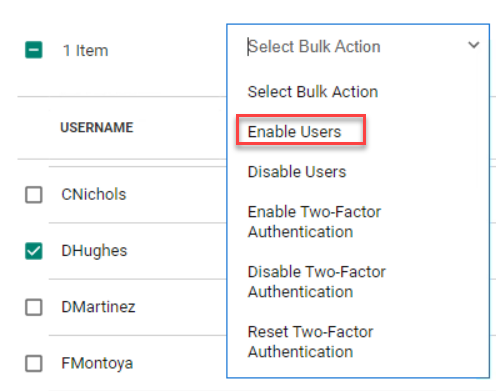 1 Item
Select Bulk Action
Select Bulk Action
USERNAME
Enable Users
Disable Users
CNichols
Enable Two-Factor
Authentication
DHughes
Disable Two-Factor
Authentication
DMartinez
Reset Two-Factor
Authentication
FMontoya